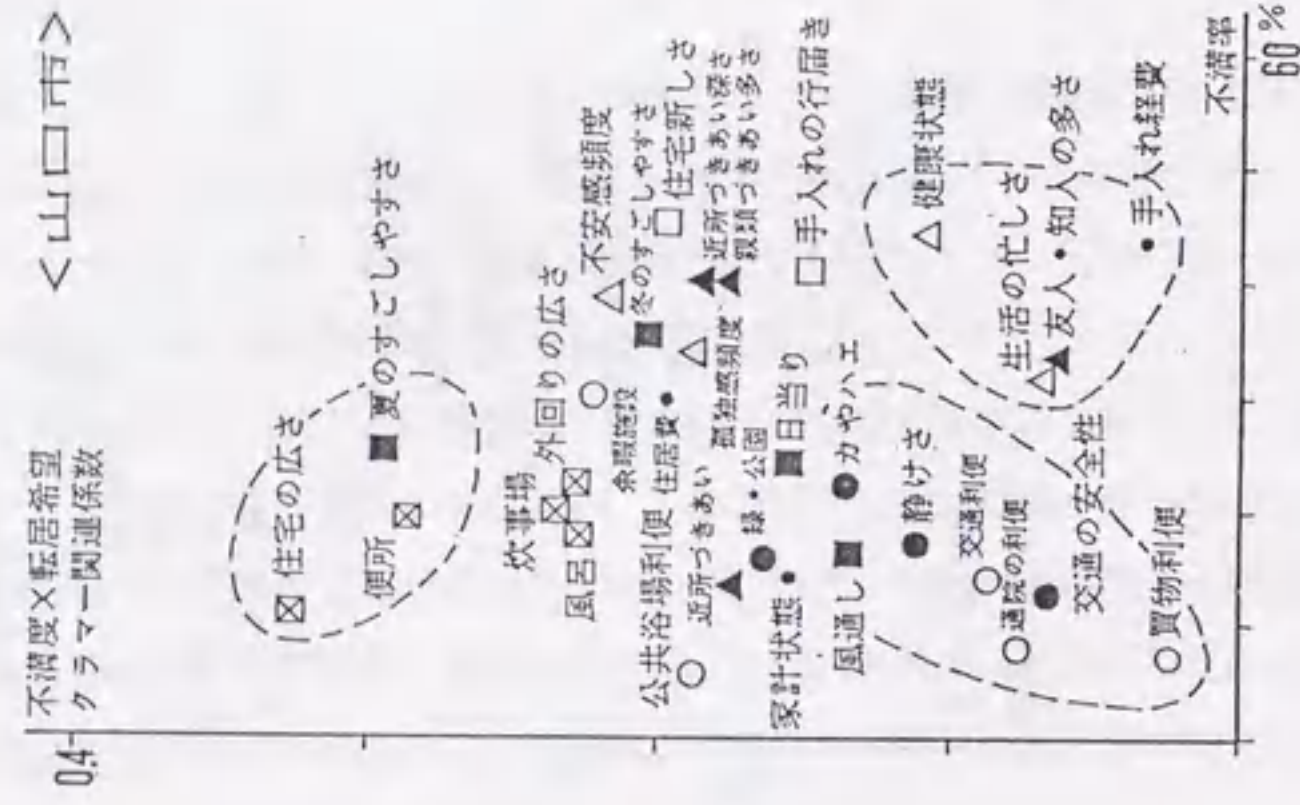 <山口市>
不満度×転居希望
クラマー関連係数
0.4
住宅の広さ
夏のすごしやすさ
便所
炊事場
外回りの広さ
風呂
不安感頻度
余暇施設
冬のすごしやすさ
住宅新しさ
公共浴場利便
住居費
近所づきあい深さ
親類づきあい多さ
孤独感頻度
近所づきあい
緑・公園
家計状態
日当り
手入れの行届き
風通し
カやハエ
静けさ
健康状態
交通利便
通院の利便
生活の忙しさ
友人・知人の多さ
交通の安全性
手入れ経費
買物利便
不満率
60%